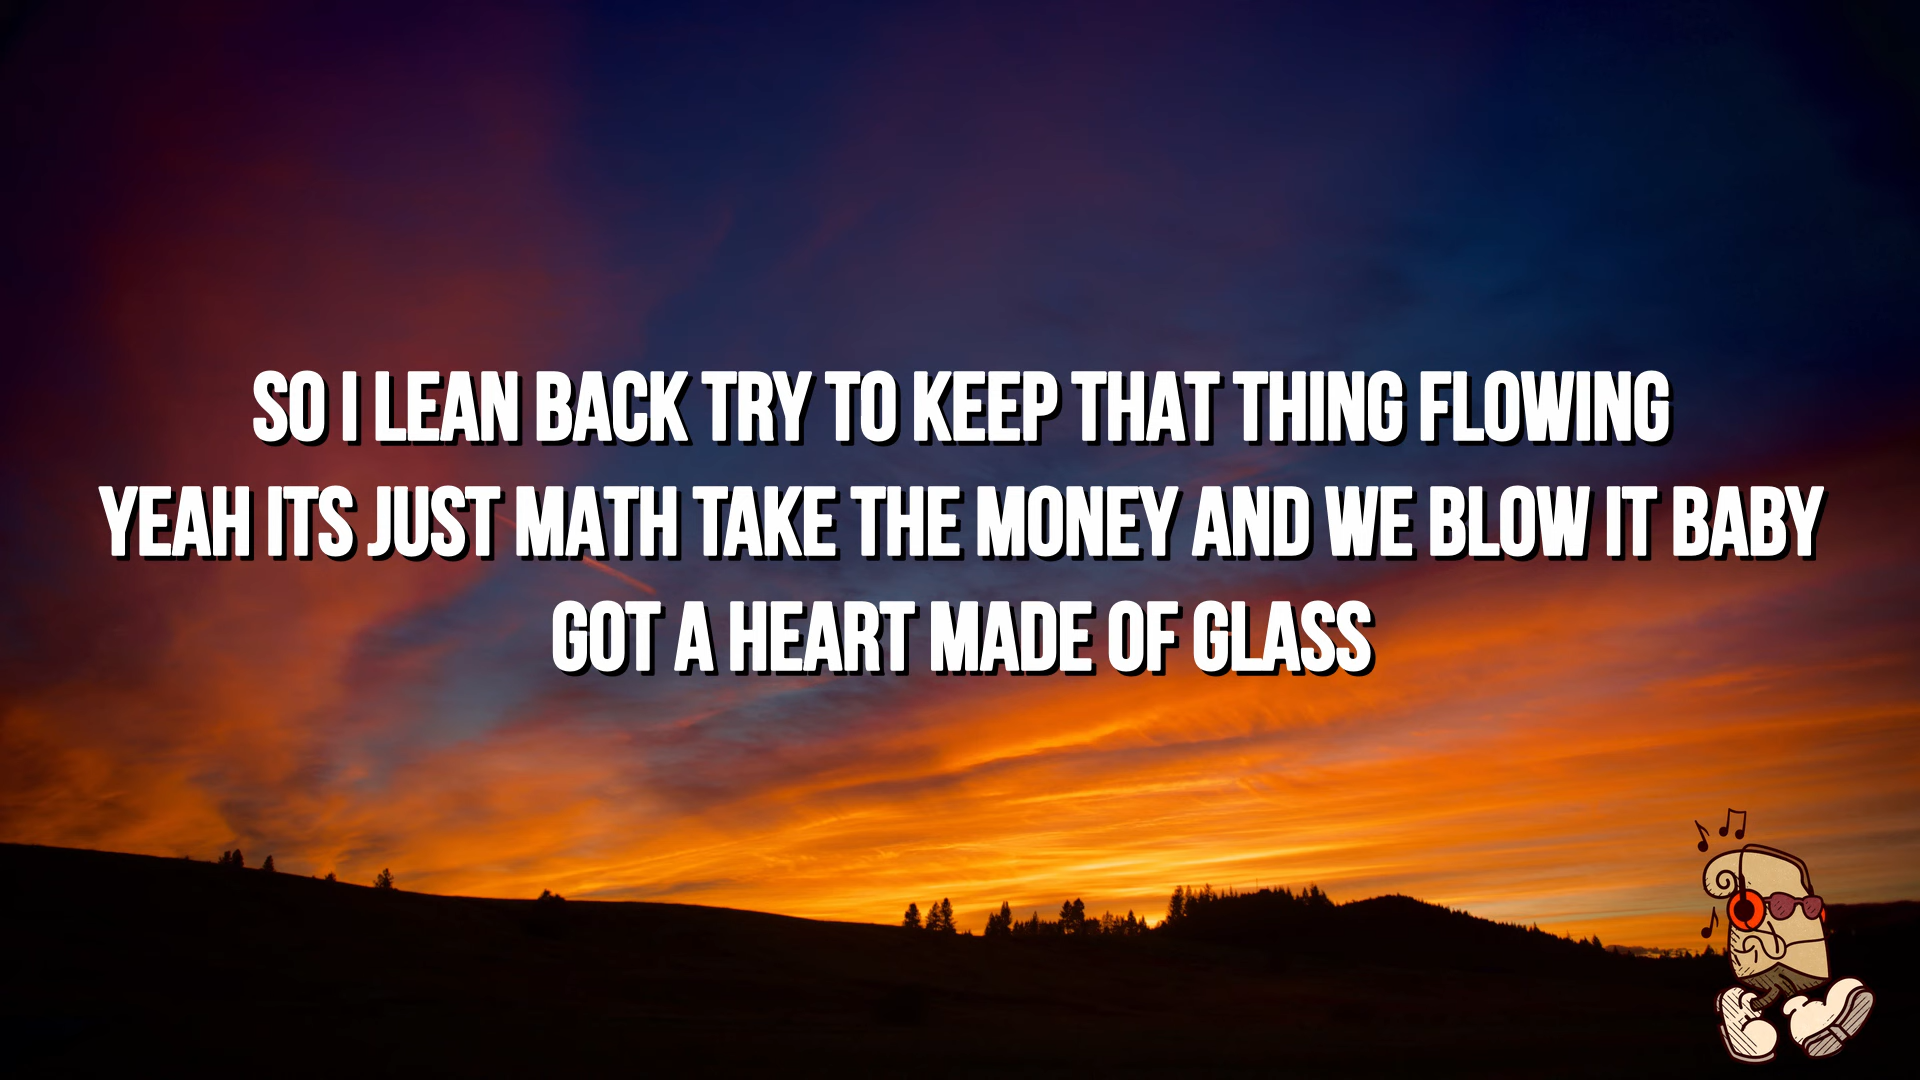 SO I LEAN BACK TRY TO KEEP THAT THING FLOWING
YEAH ITS JUST MATH TAKE THE MONEY AND WE BLOW IT BABY
GOT A HEART MADE OF GLASS